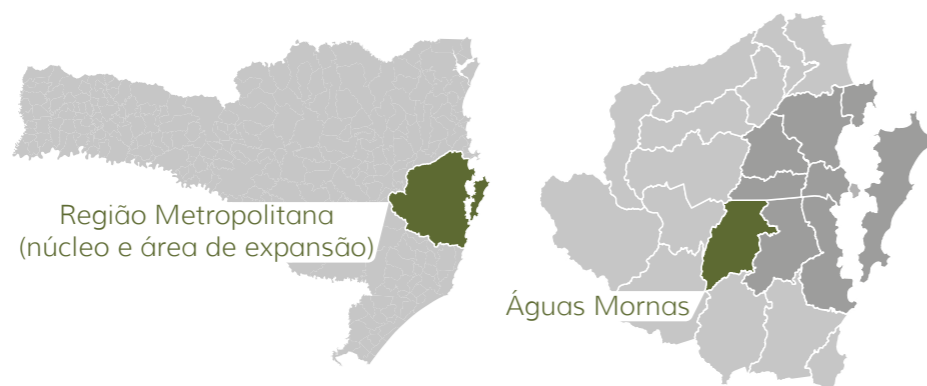 Região Metropolitana
(núcleo e área de expansão)
Águas Mornas